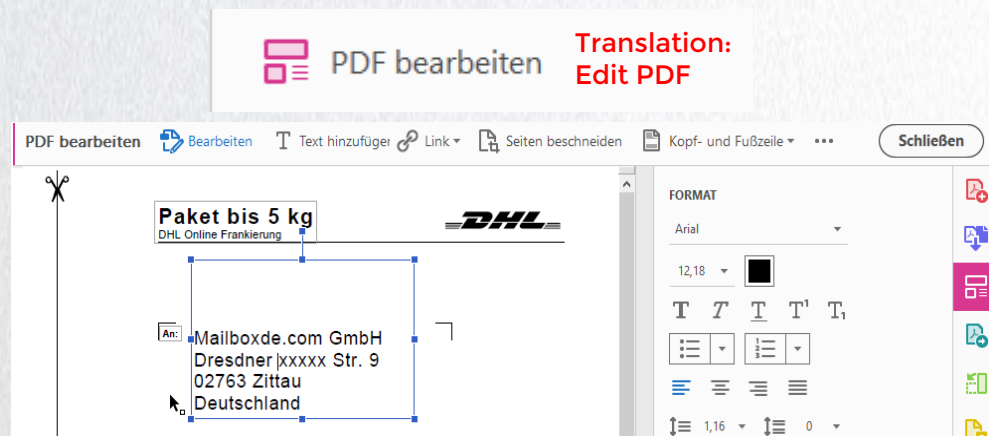 PDF bearbeiten
Translation:
Edit PDF
PDF bearbeiten Bearbeiten T Text hinzufüger Link Seiten beschneiden Kopf- und Fußzeile ••• Schließen
Paket bis 5 kg
DHL Online Frankierung
DHL
An:
Mailboxde.com GmbH
Dresdner xxxxx Str. 9
02763 Zittau
Deutschland
FORMAT
Arial
12,18
T T T T¹ T₁
1,16 0